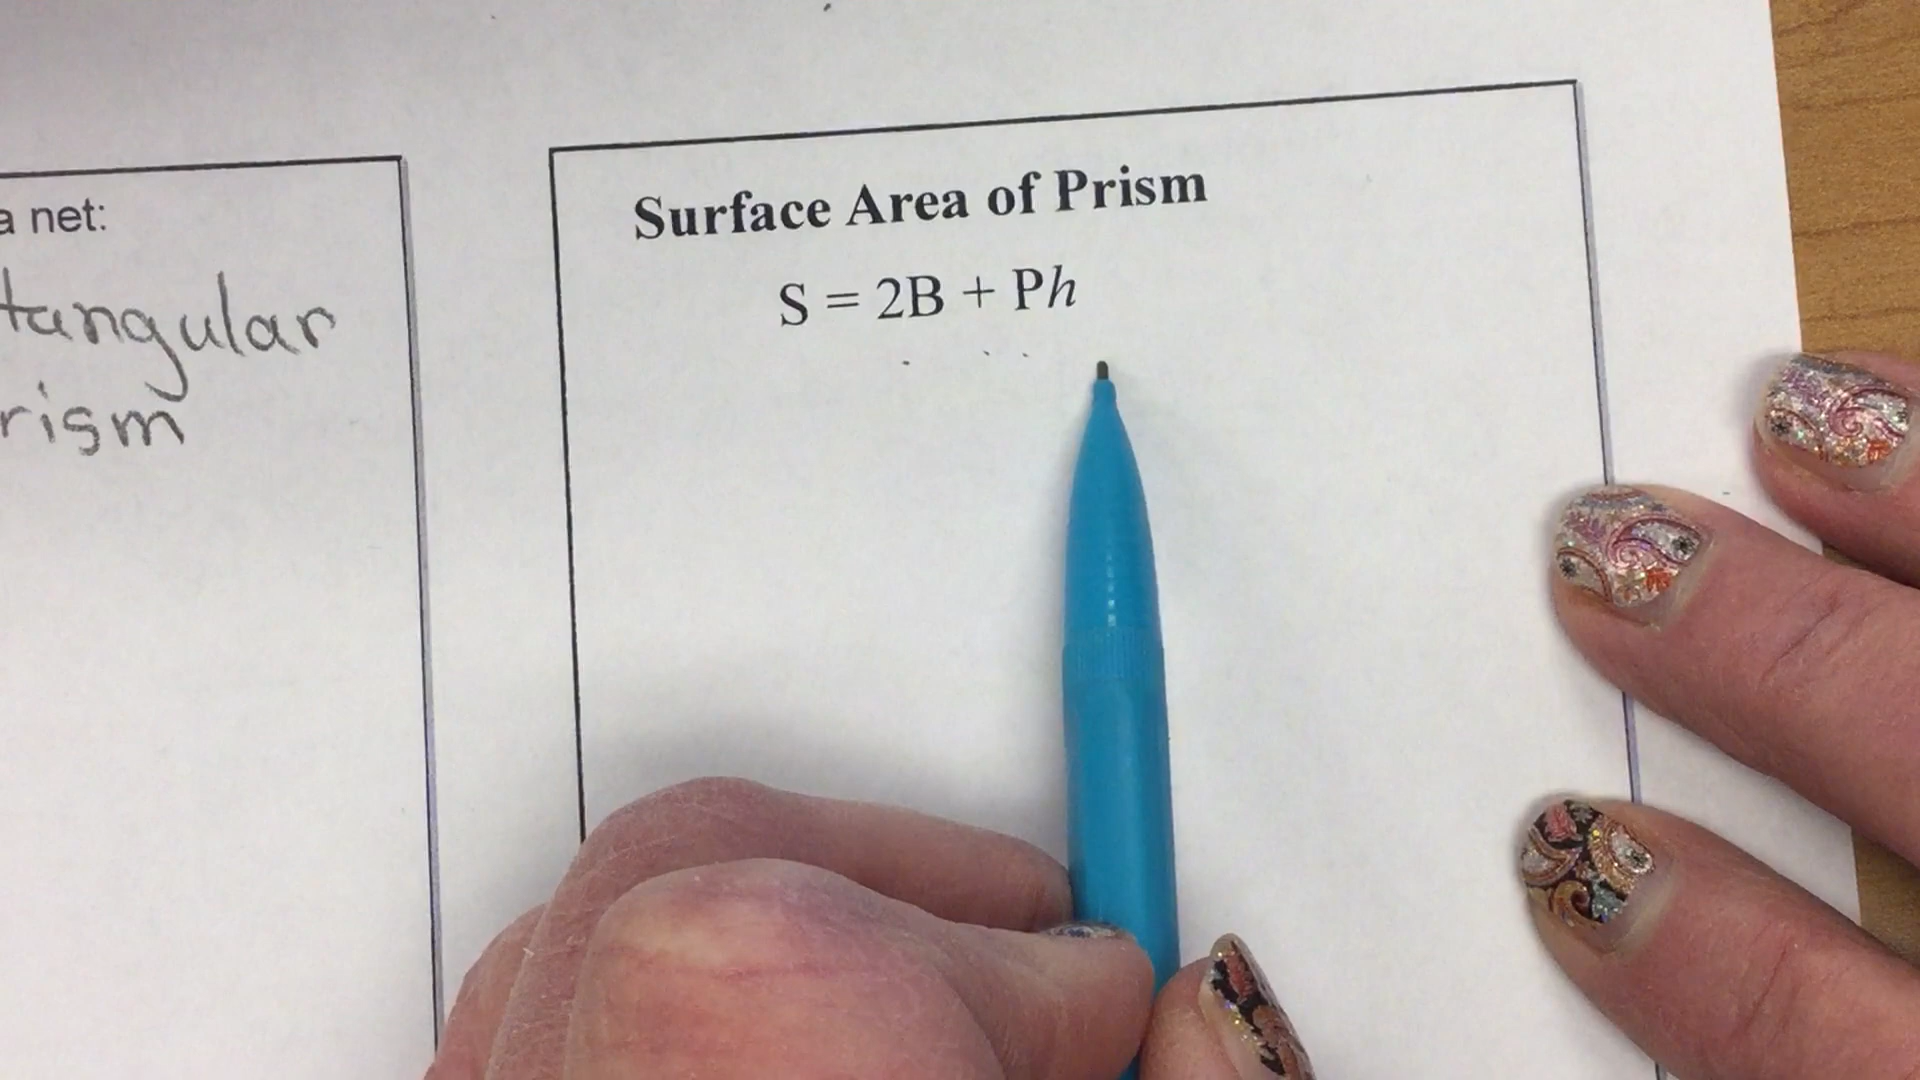 a net:
tangular
rism
Surface Area of Prism
S = 2B + Ph